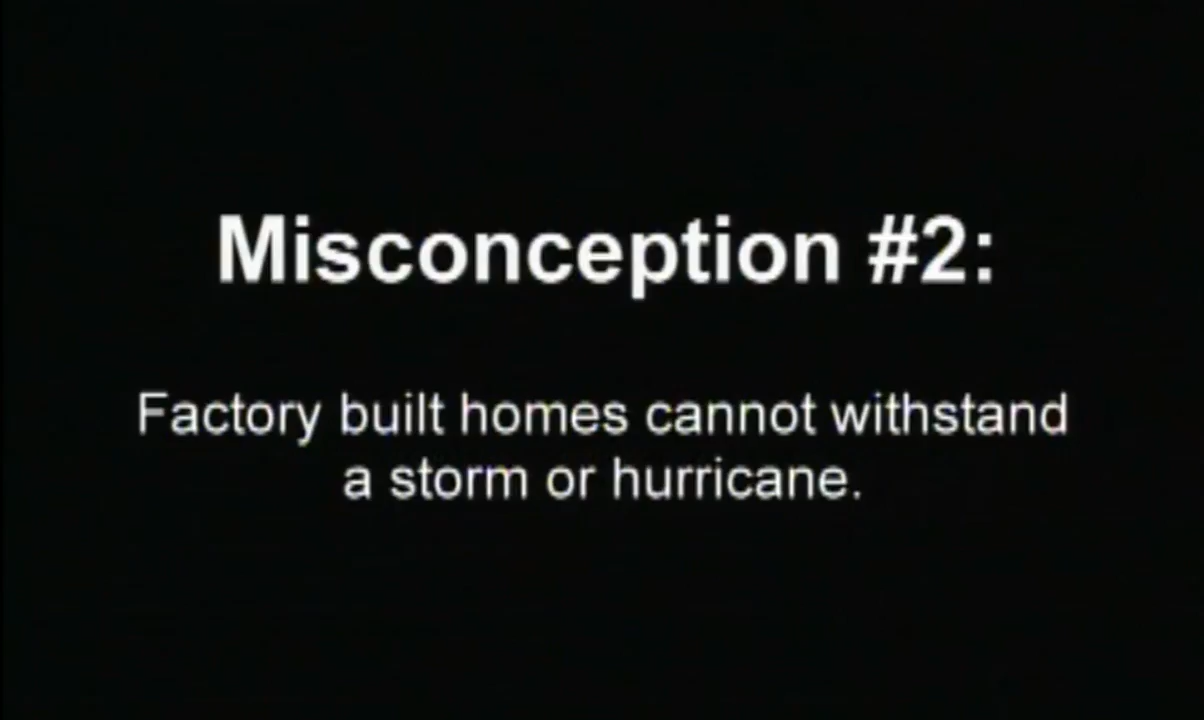 Misconception #2:
Factory built homes cannot withstand
a storm or hurricane.